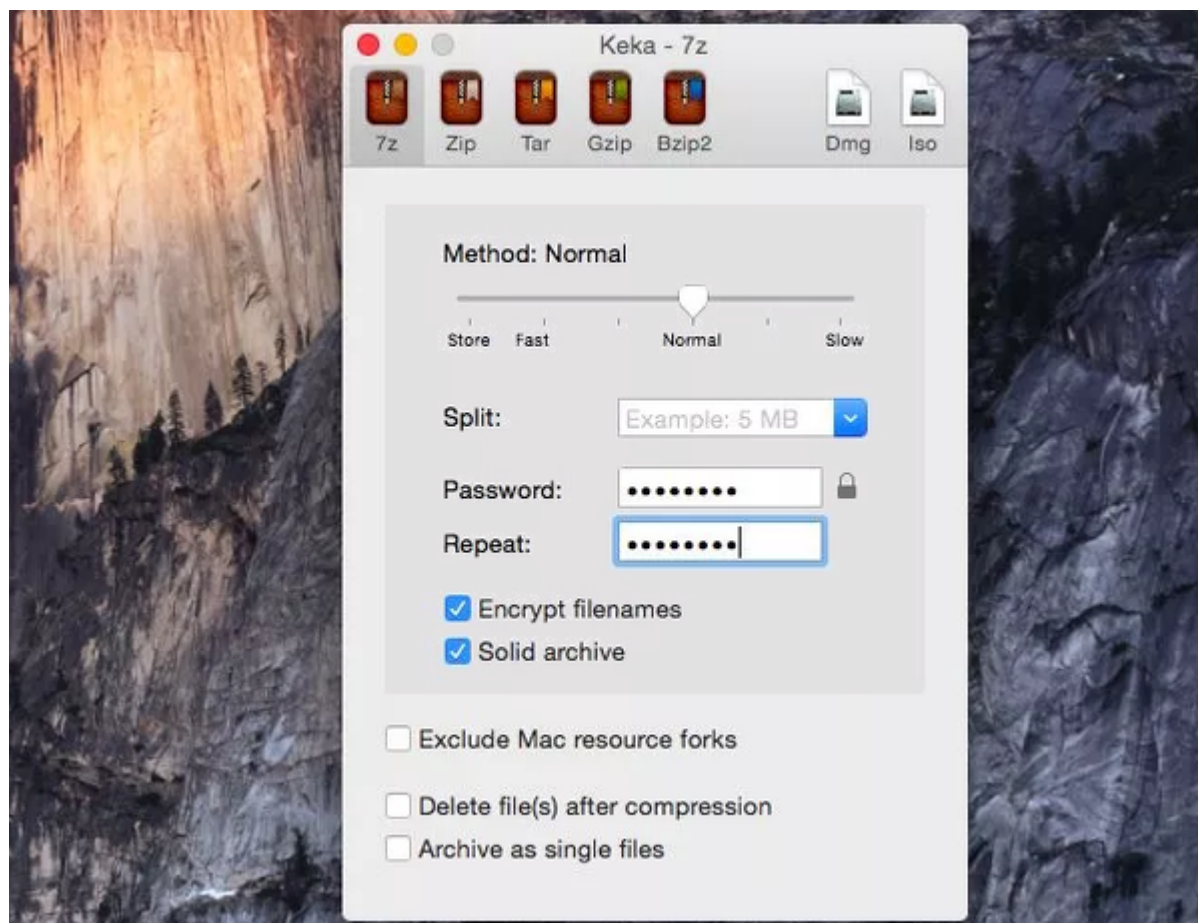 Keka - 7z
7z Zip Tar Gzip Bzip2 Dmg Iso
Method: Normal
Store Fast Normal Slow
Split: Example: 5 MB
Password: ••••••••
Repeat: ••••••••
Encrypt filenames
Solid archive
Exclude Mac resource forks
Delete file(s) after compression
Archive as single files